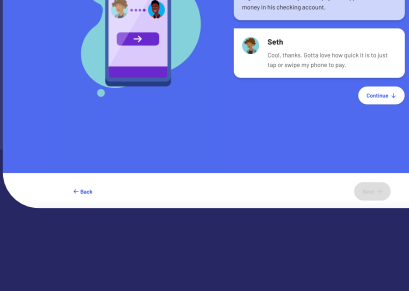 money in his checking account.
Seth
Cool, thanks. Gotta love how quick it is to just
tap or swipe my phone to pay.
Continue ↓
← Back
Next →